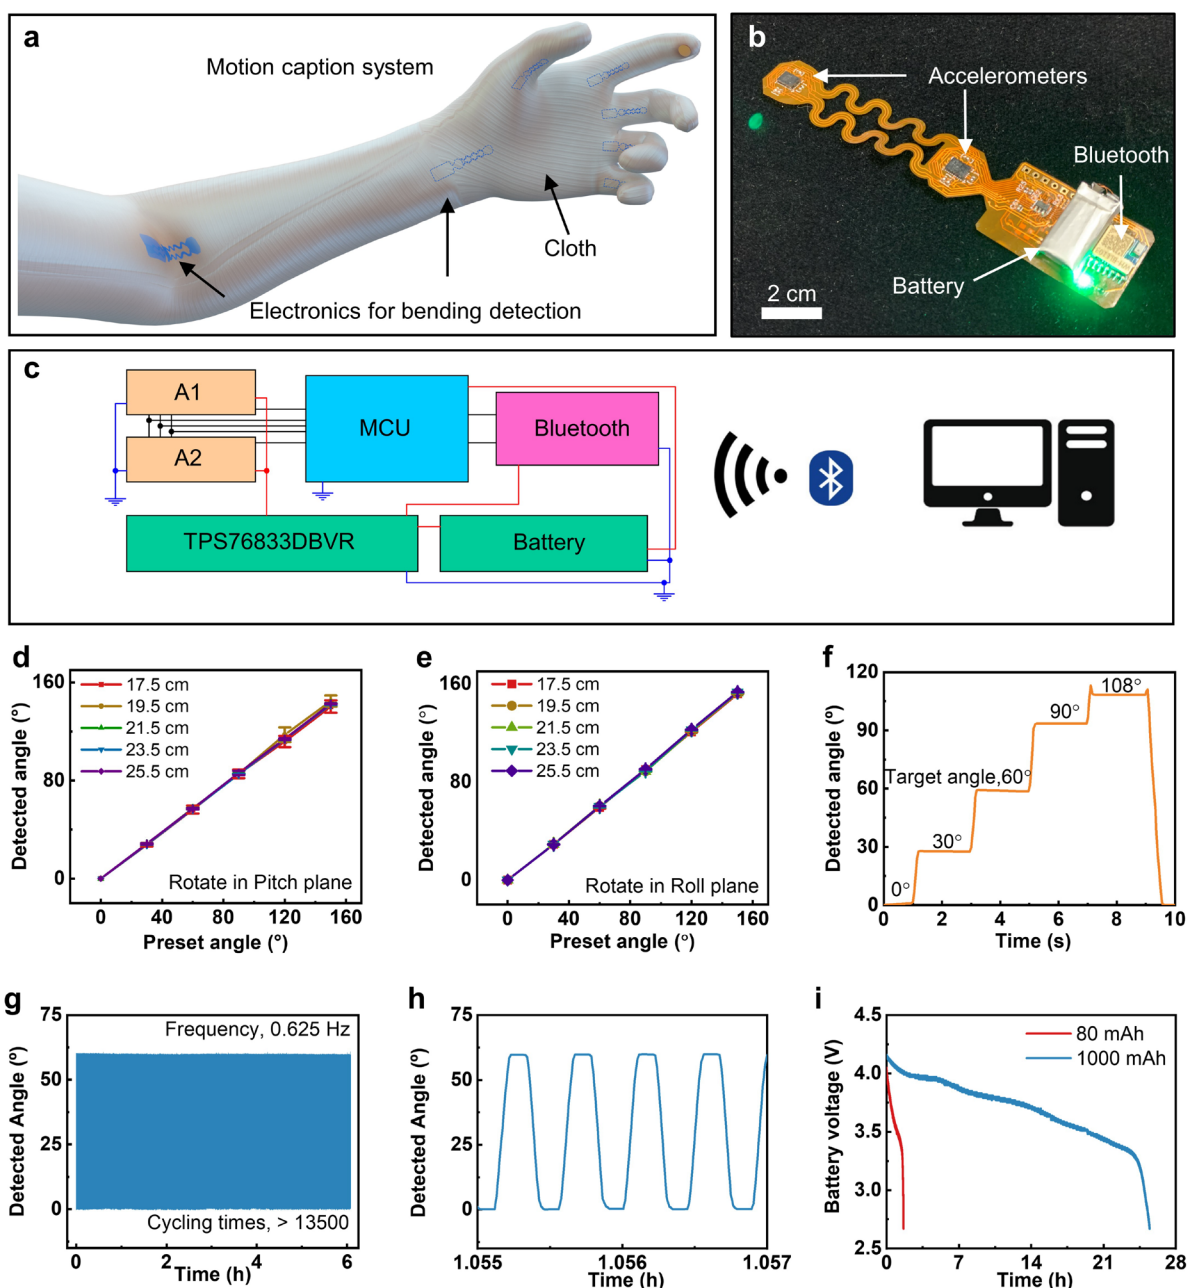 a
Motion caption system
Cloth
Electronics for bending detection
b
Accelerometers
Bluetooth
Battery
2 cm
c
A1
A2
MCU
Bluetooth
TPS76833DBVR
Battery
d
160
80
0
Detected angle (°)
17.5 cm
19.5 cm
21.5 cm
23.5 cm
25.5 cm
Rotate in Pitch plane
0 40 80 120 160
Preset angle (°)
e
160
80
0
Detected angle (°)
17.5 cm
19.5 cm
21.5 cm
23.5 cm
25.5 cm
Rotate in Roll plane
0 40 80 120 160
Preset angle (°)
f
120
90
60
30
0
Detected angle (°)
0°
30°
Target angle,60°
90°
108°
0 2 4 6 8 10
Time (s)
g
75
50
25
0
Detected Angle (°)
Frequency, 0.625 Hz
Cycling times, > 13500
0 2 4 6
Time (h)
h
75
50
25
0
Detected Angle (°)
1.055 1.056 1.057
Time (h)
i
4.5
4.0
3.5
3.0
2.5
Battery voltage (V)
80 mAh
1000 mAh
0 7 14 21 28
Time (h)